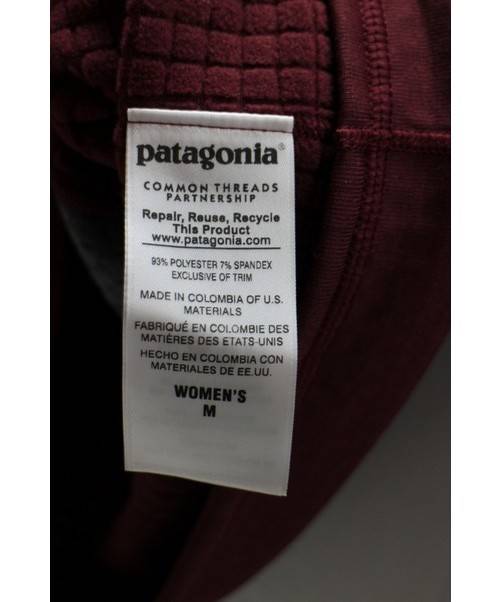 patagonia®
COMMON THREADS
PARTNERSHIP
Repair, Reuse, Recycle
This Product
www.patagonia.com
93% POLYESTER 7% SPANDEX
EXCLUSIVE OF TRIM
MADE IN COLOMBIA OF U.S.
MATERIALS
FABRIQUÉ EN COLOMBIE DES
MATIÈRES DES ETATS-UNIS
HECHO EN COLOMBIA CON
MATERIALES DE EE.UU.
WOMEN'S
M